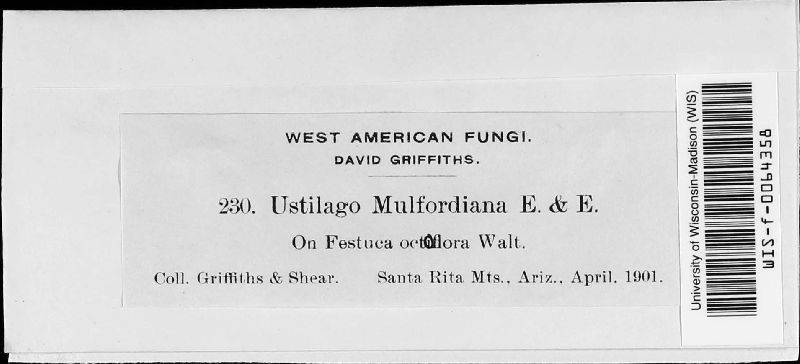 WEST AMERICAN FUNGI.
DAVID GRIFFITHS.
230. Ustilago Mulfordiana E. & E.
On Festuca octoflora Walt.
Coll. Griffiths & Shear. Santa Rita Mts., Ariz., April, 1901.
University of Wisconsin-Madison (WIS)
WIS-f-0064358